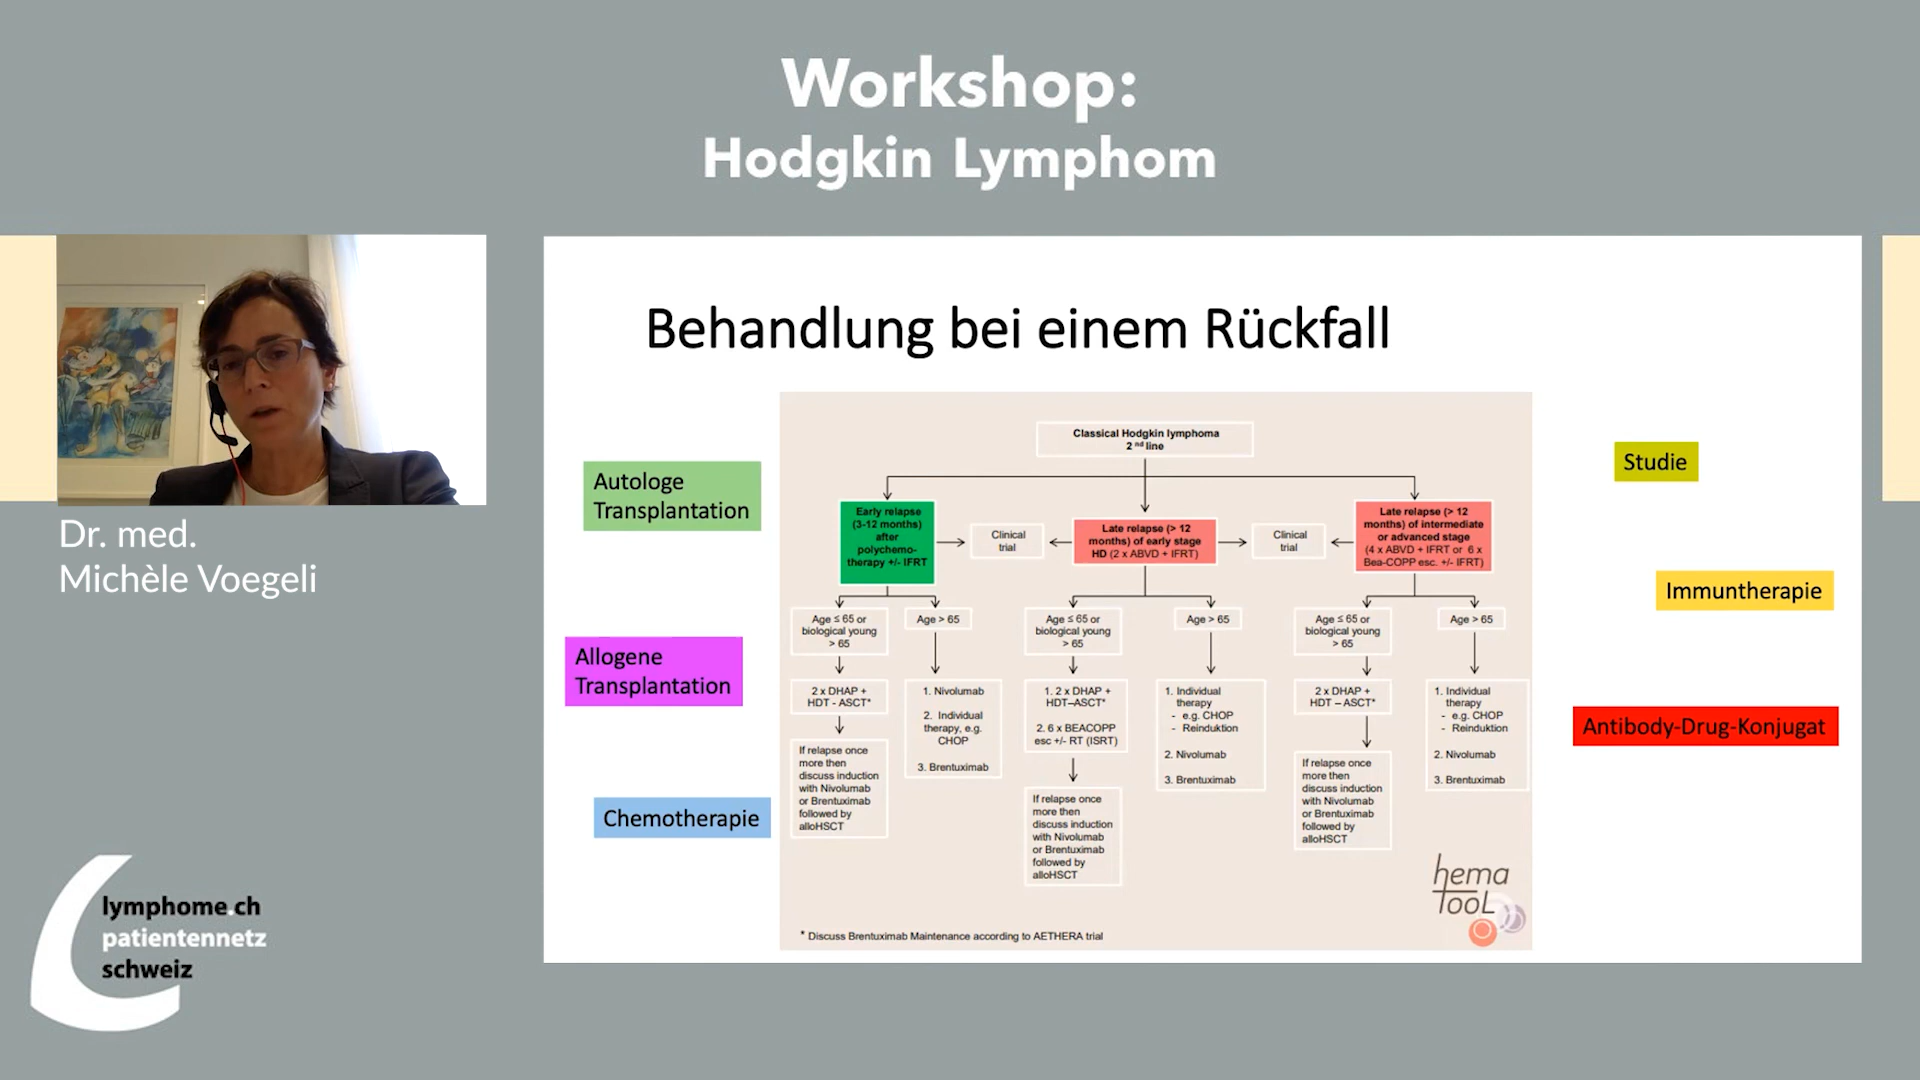 Workshop:
Hodgkin Lymphom
Dr. med.
Michèle Voegeli
lymphome.ch
patientennetz
schweiz
Behandlung bei einem Rückfall
Autologe
Transplantation
Allogene
Transplantation
Chemotherapie
Studie
Immuntherapie
Antibody-Drug-Konjugat
Classical Hodgkin lymphoma
2 nd line
Early relapse
(3-12 months)
after
polychemo-
therapy +/- IFRT
Clinical
trial
Late relapse (> 12
months) of early stage
HD (2 x ABVD + IFRT)
Clinical
trial
Late relapse (> 12
months) of intermediate
or advanced stage
(4 x ABVD + IFRT or 6 x
Bea-COPP esc. +/- IFRT)
Age ≤ 65 or
biological young
> 65
Age > 65
Age ≤ 65 or
biological young
> 65
Age > 65
Age ≤ 65 or
biological young
> 65
Age > 65
2 x DHAP +
HDT - ASCT*
If relapse once
more then
discuss induction
with Nivolumab
or Brentuximab
followed by
alloHSCT
1. Nivolumab
2. Individual
therapy, e.g.
CHOP
3. Brentuximab
1. 2 x DHAP +
HDT–ASCT*
2. 6 x BEACOPP
esc +/- RT (ISRT)
If relapse once
more then
discuss induction
with Nivolumab
or Brentuximab
followed by
alloHSCT
1. Individual
therapy
- e.g. CHOP
- Reinduktion
2. Nivolumab
3. Brentuximab
2 x DHAP +
HDT – ASCT*
If relapse once
more then
discuss induction
with Nivolumab
or Brentuximab
followed by
alloHSCT
1. Individual
therapy
- e.g. CHOP
- Reinduktion
2. Nivolumab
3. Brentuximab
* Discuss Brentuximab Maintenance according to AETHERA trial
hema
TooL